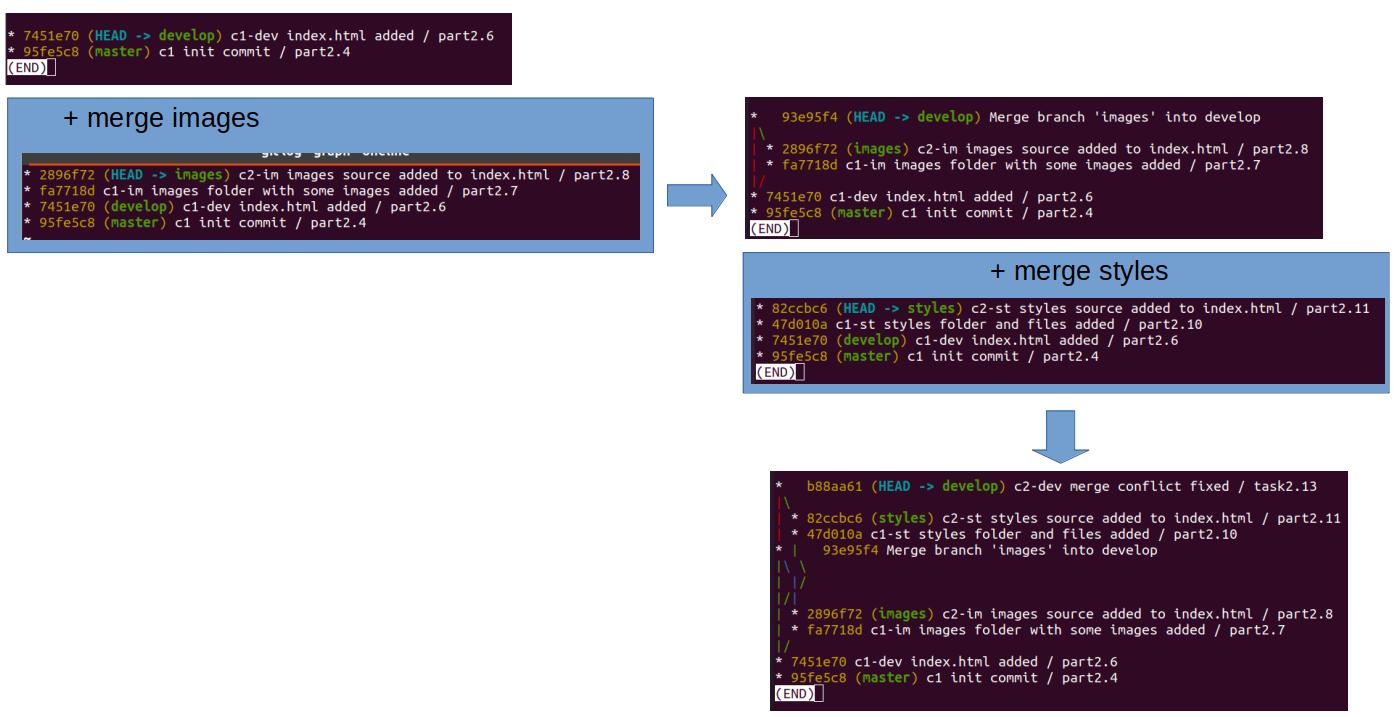 * 7451e70 (HEAD -> develop) c1-dev index.html added / part2.6
* 95fe5c8 (master) c1 init commit / part2.4
(END)
+ merge images
git log --graph --oneline
* 2896f72 (HEAD -> images) c2-im images source added to index.html / part2.8
* fa7718d c1-im images folder with some images added / part2.7
* 7451e70 (develop) c1-dev index.html added / part2.6
* 95fe5c8 (master) c1 init commit / part2.4
~
*   93e95f4 (HEAD -> develop) Merge branch 'images' into develop
|\
| * 2896f72 (images) c2-im images source added to index.html / part2.8
| * fa7718d c1-im images folder with some images added / part2.7
|/
* 7451e70 c1-dev index.html added / part2.6
* 95fe5c8 (master) c1 init commit / part2.4
(END)
+ merge styles
* 82ccbc6 (HEAD -> styles) c2-st styles source added to index.html / part2.11
* 47d010a c1-st styles folder and files added / part2.10
* 7451e70 (develop) c1-dev index.html added / part2.6
* 95fe5c8 (master) c1 init commit / part2.4
(END)
*   b88aa61 (HEAD -> develop) c2-dev merge conflict fixed / task2.13
|\
| * 82ccbc6 (styles) c2-st styles source added to index.html / part2.11
| * 47d010a c1-st styles folder and files added / part2.10
* |   93e95f4 Merge branch 'images' into develop
|\ \
| |/
|/|
| * 2896f72 (images) c2-im images source added to index.html / part2.8
| * fa7718d c1-im images folder with some images added / part2.7
|/
* 7451e70 c1-dev index.html added / part2.6
* 95fe5c8 (master) c1 init commit / part2.4
(END)